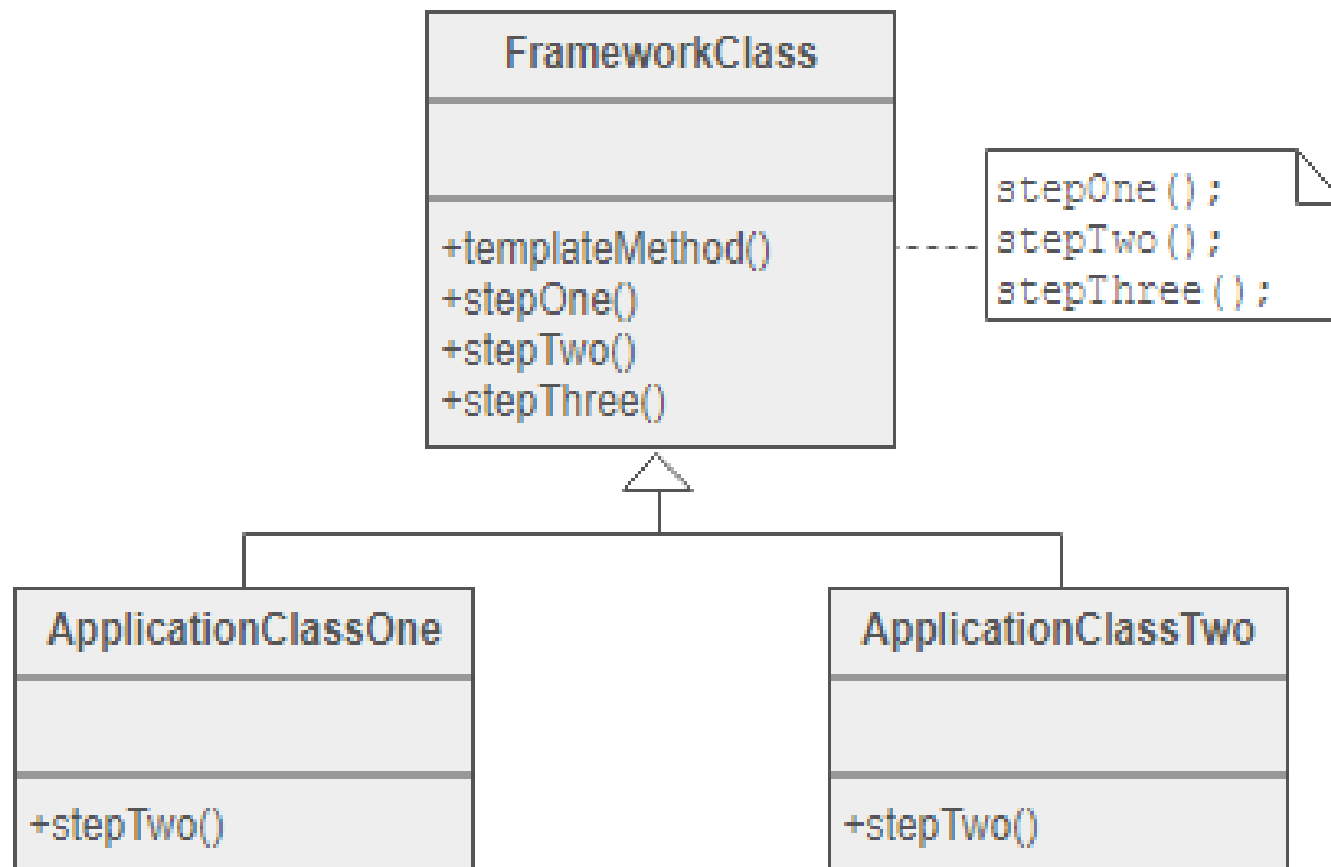 FrameworkClass
+templateMethod()
+stepOne()
+stepTwo()
+stepThree()
stepOne();
stepTwo();
stepThree();
ApplicationClassOne
+stepTwo()
ApplicationClassTwo
+stepTwo()